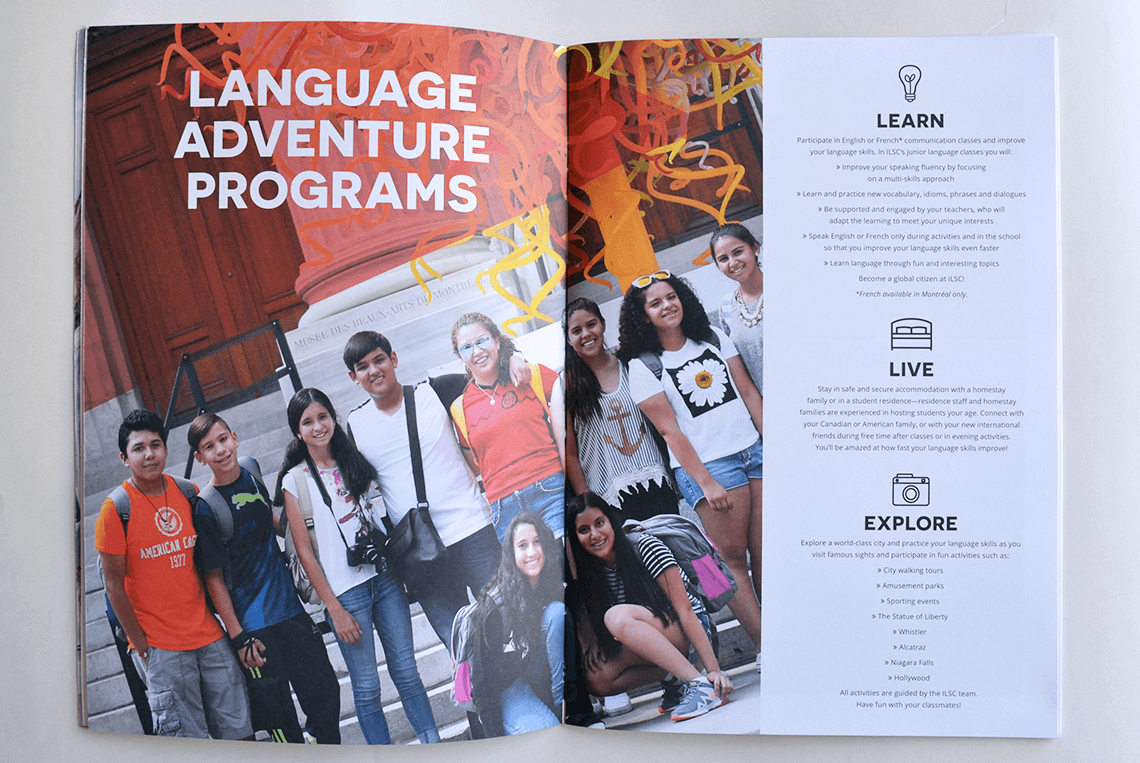 LANGUAGE
ADVENTURE
PROGRAMS
MUSÉE DES BEAUX-ARTS DE MONTRÉ
AMERICAN EA
1977
LEARN
Participate in English or French* communication classes and improve
your language skills. In ILSC's junior language classes you will:
» Improve your speaking fluency by focusing
on a multi-skills approach
» Learn and practice new vocabulary, idioms, phrases and dialogues
» Be supported and engaged by your teachers, who will
adapt the learning to meet your unique interests
» Speak English or French only during activities and in the school
so that you improve your language skills even faster
» Learn language through fun and interesting topics
Become a global citizen at ILSC!
*French available in Montréal only.
LIVE
Stay in safe and secure accommodation with a homestay
family or in a student residence—residence staff and homestay
families are experienced in hosting students your age. Connect with
your Canadian or American family, or with your new international
friends during free time after classes or in evening activities.
You'll be amazed at how fast your language skills improve!
EXPLORE
Explore a world-class city and practice your language skills as you
visit famous sights and participate in fun activities such as:
» City walking tours
» Amusement parks
» Sporting events
» The Statue of Liberty
» Whistler
» Alcatraz
» Niagara Falls
» Hollywood
All activities are guided by the ILSC team.
Have fun with your classmates!